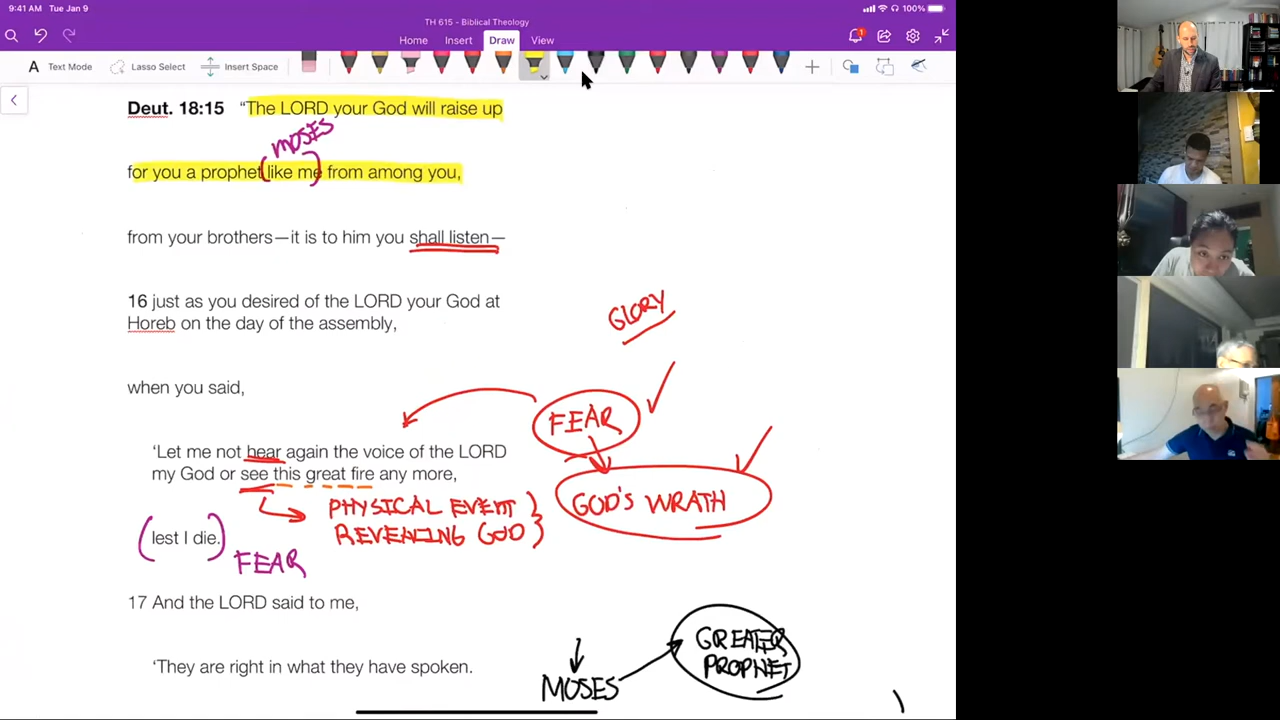 9:41 AM Tue Jan 9
100%
TH 615 - Biblical Theology
Home Insert Draw View
1
A Text Mode Lasso Select Insert Space
Deut. 18:15 “The LORD your God will raise up
MOSES
for you a prophet (like me) from among you,
from your brothers—it is to him you shall listen—
16 just as you desired of the LORD your God at
Horeb on the day of the assembly,
GLORY
when you said,
FEAR
‘Let me not hear again the voice of the LORD
my God or see this great fire any more,
GOD'S WRATH
PHYSICAL EVENT }
REVEALING GOD }
(lest I die.)
FEAR
17 And the LORD said to me,
GREATER
PROPHET
‘They are right in what they have spoken.
MOSES